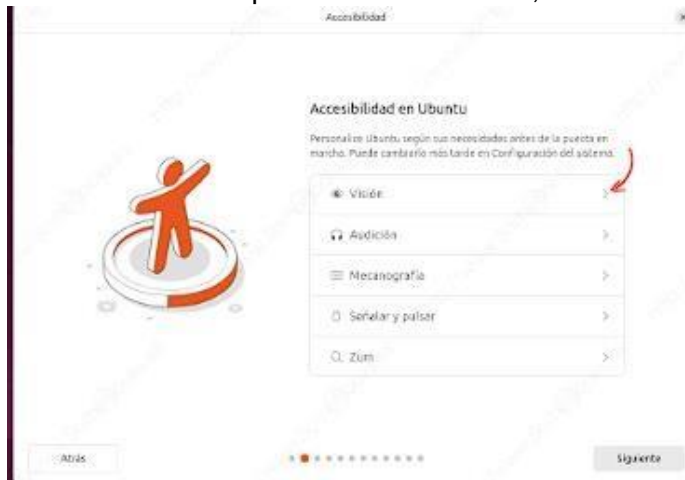 Accesibilidad
Accesibilidad en Ubuntu
Personalice Ubuntu según sus necesidades antes de la puesta en
marcha. Puede cambiarlo más tarde en Configuración del sistema.
Visión
Audición
Mecanografía
Señalar y pulsar
Zum
Atrás
Siguiente